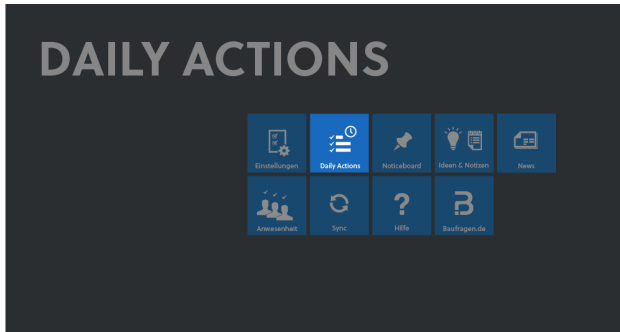 DAILY ACTIONS
Einstellungen
Daily Actions
Noticeboard
Ideen & Notizen
News
Anwesenheit
Sync
Hilfe
Baufragen.de